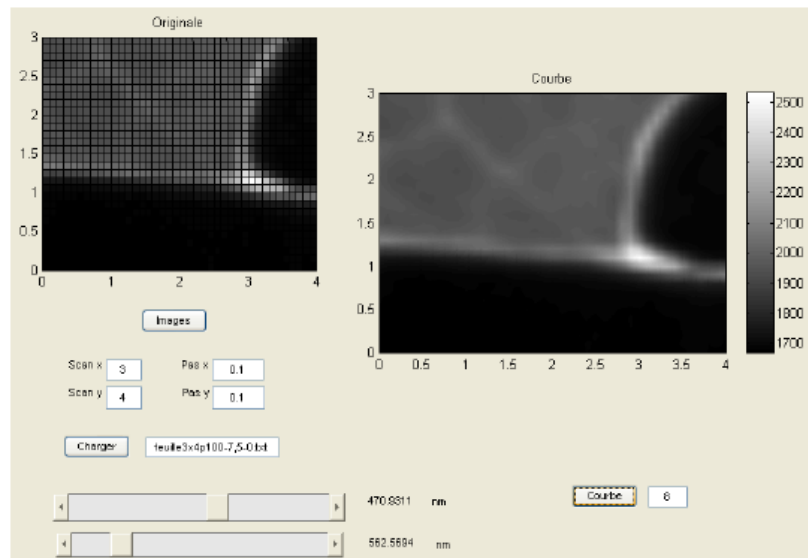 Originale
3
2.5
2
1.5
1
0.5
0
0 1 2 3 4
Courbe
3
2.5
2
1.5
1
0.5
0
0 0.5 1 1.5 2 2.5 3 3.5 4
2500
2400
2300
2200
2100
2000
1900
1800
1700
Images
Scan x 3 Pas x 0.1
Scan y 4 Pas y 0.1
Charger feuille3x4p100-7,5-0.txt
470.9311 nm
Courbe 6
562.5694 nm